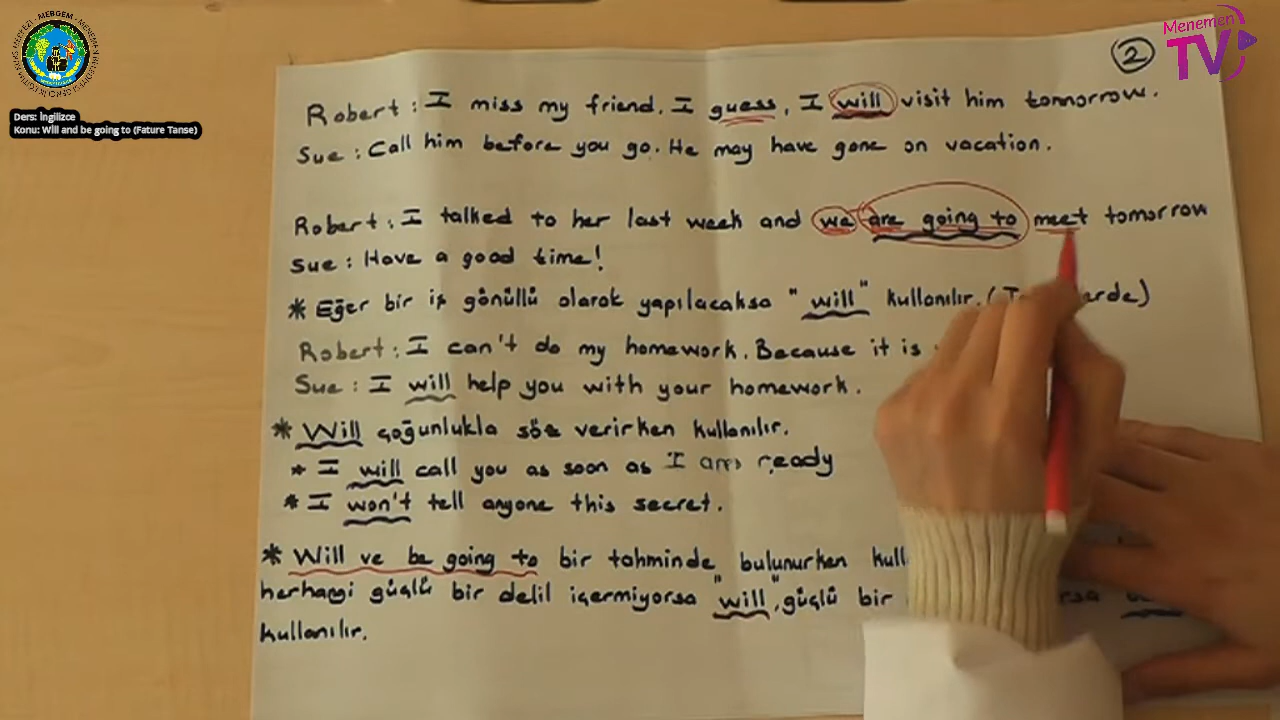 Menemen
TV
2
Ders: İngilizce
Konu: Will and be going to (Fature Tanse)
Robert: I miss my friend. I guess, I will visit him tomorrow.
Sue: Call him before you go. He may have gone on vacation.
Robert: I talked to her last week and we are going to meet tomorrow
Sue: Have a good time!
* Eğer bir iş gönüllü olarak yapılacaksa "will" kullanılır.
Robert: I can't do my homework. Because it is
Sue: I will help you with your homework.
* Will çoğunlukla söz verirken kullanılır.
* I will call you as soon as I am ready
* I won't tell anyone this secret.
* Will ve be going to bir tahminde bulunurken
herhangi güçlü bir delil içermiyorsa "will", güçlü bir
kullanılır.